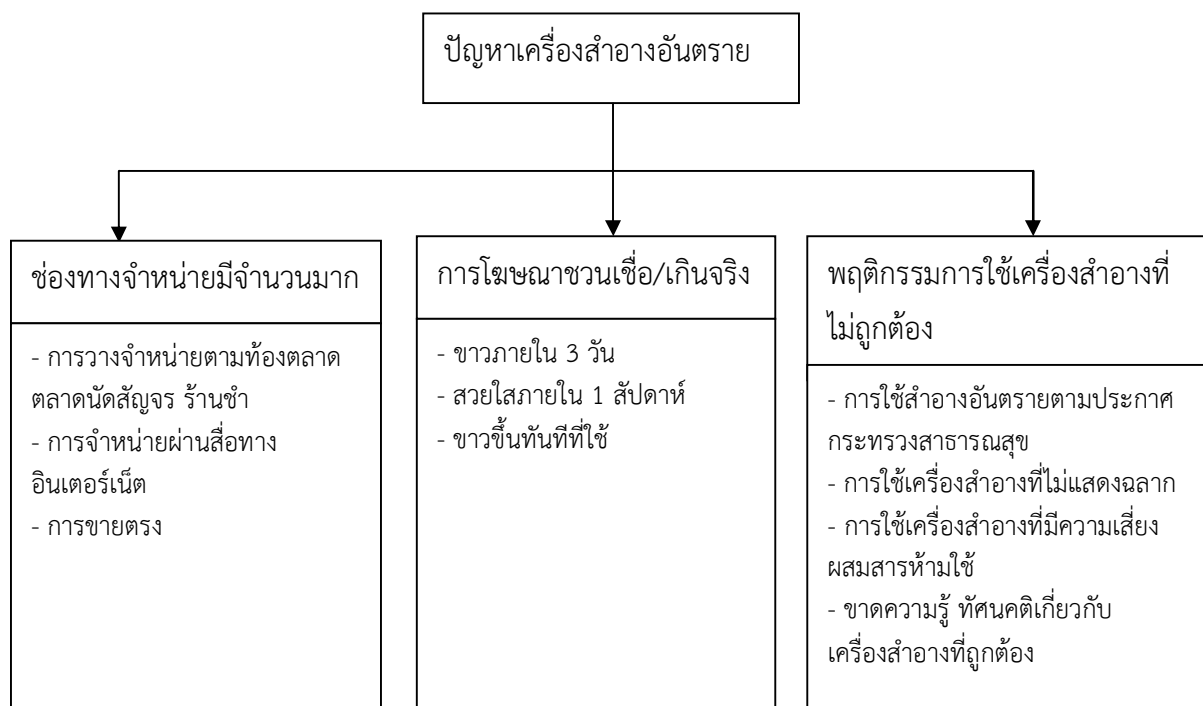 ปัญหาเครื่องสำอางอันตราย
ช่องทางจำหน่ายมีจำนวนมาก
- การวางจำหน่ายตามท้องตลาด
ตลาดนัดสัญจร ร้านชำ
- การจำหน่ายผ่านสื่อทาง
อินเตอร์เน็ต
- การขายตรง
การโฆษณาชวนเชื่อ/เกินจริง
- ขาวภายใน 3 วัน
- สวยใสภายใน 1 สัปดาห์
- ขาวขึ้นทันทีที่ใช้
พฤติกรรมการใช้เครื่องสำอางที่
ไม่ถูกต้อง
- การใช้สำอางอันตรายตามประกาศ
กระทรวงสาธารณสุข
- การใช้เครื่องสำอางที่ไม่แสดงฉลาก
- การใช้เครื่องสำอางที่มีความเสี่ยง
ผสมสารห้ามใช้
- ขาดความรู้ ทัศนคติเกี่ยวกับ
เครื่องสำอางที่ถูกต้อง